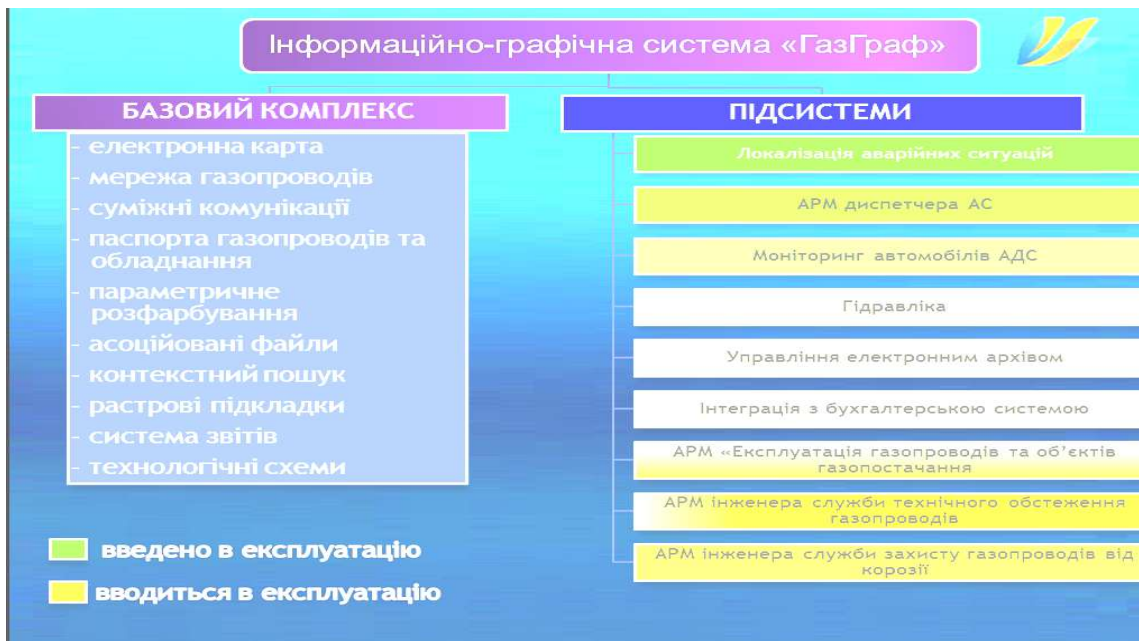 Інформаційно-графічна система «ГазГраф»
БАЗОВИЙ КОМПЛЕКС
- електронна карта
- мережа газопроводів
- суміжні комунікації
- паспорта газопроводів та
обладнання
- параметричне
розфарбування
- асоційовані файли
- контекстний пошук
- растрові підкладки
- система звітів
- технологічні схеми
введено в експлуатацію
вводиться в експлуатацію
ПІДСИСТЕМИ
Локалізація аварійних ситуацій
АРМ диспетчера АС
Моніторинг автомобілів АДС
Гідравліка
Управління електронним архівом
Інтеграція з бухгалтерською системою
АРМ «Експлуатація газопроводів та об’єктів
газопостачання
АРМ інженера служби технічного обстеження
газопроводів
АРМ інженера служби захисту газопроводів від
корозії